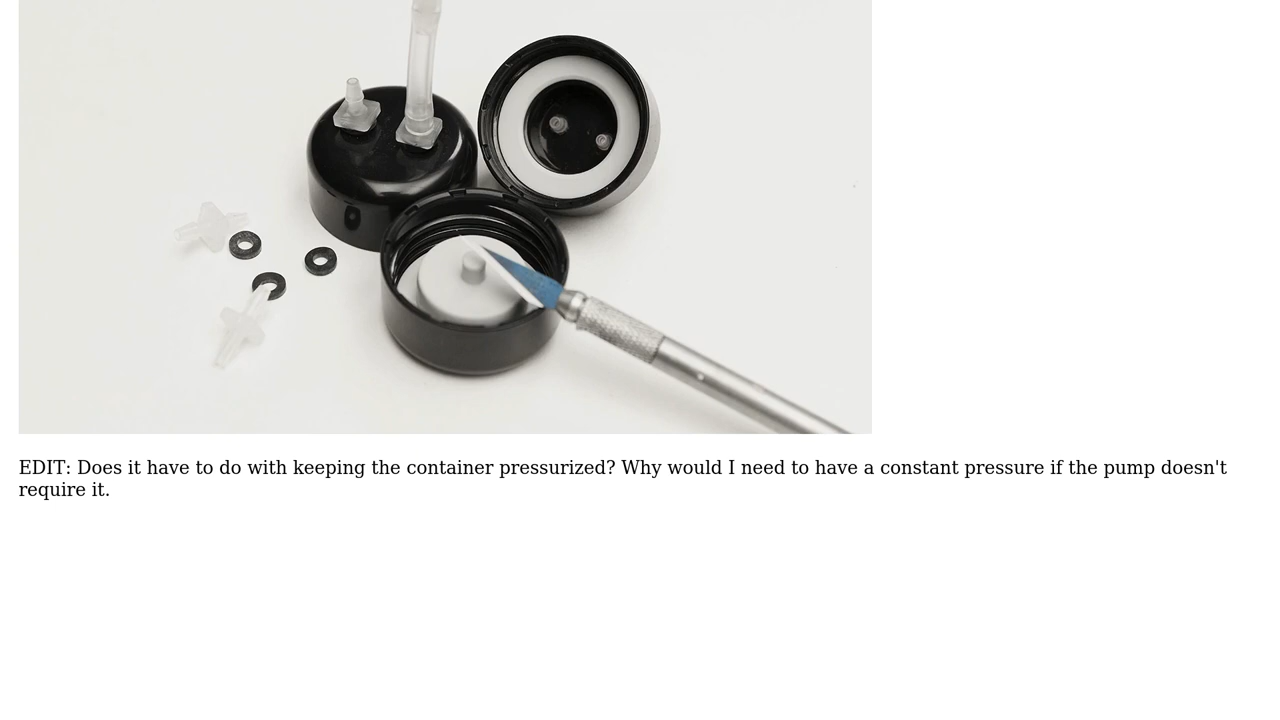 EDIT: Does it have to do with keeping the container pressurized? Why would I need to have a constant pressure if the pump doesn't
require it.